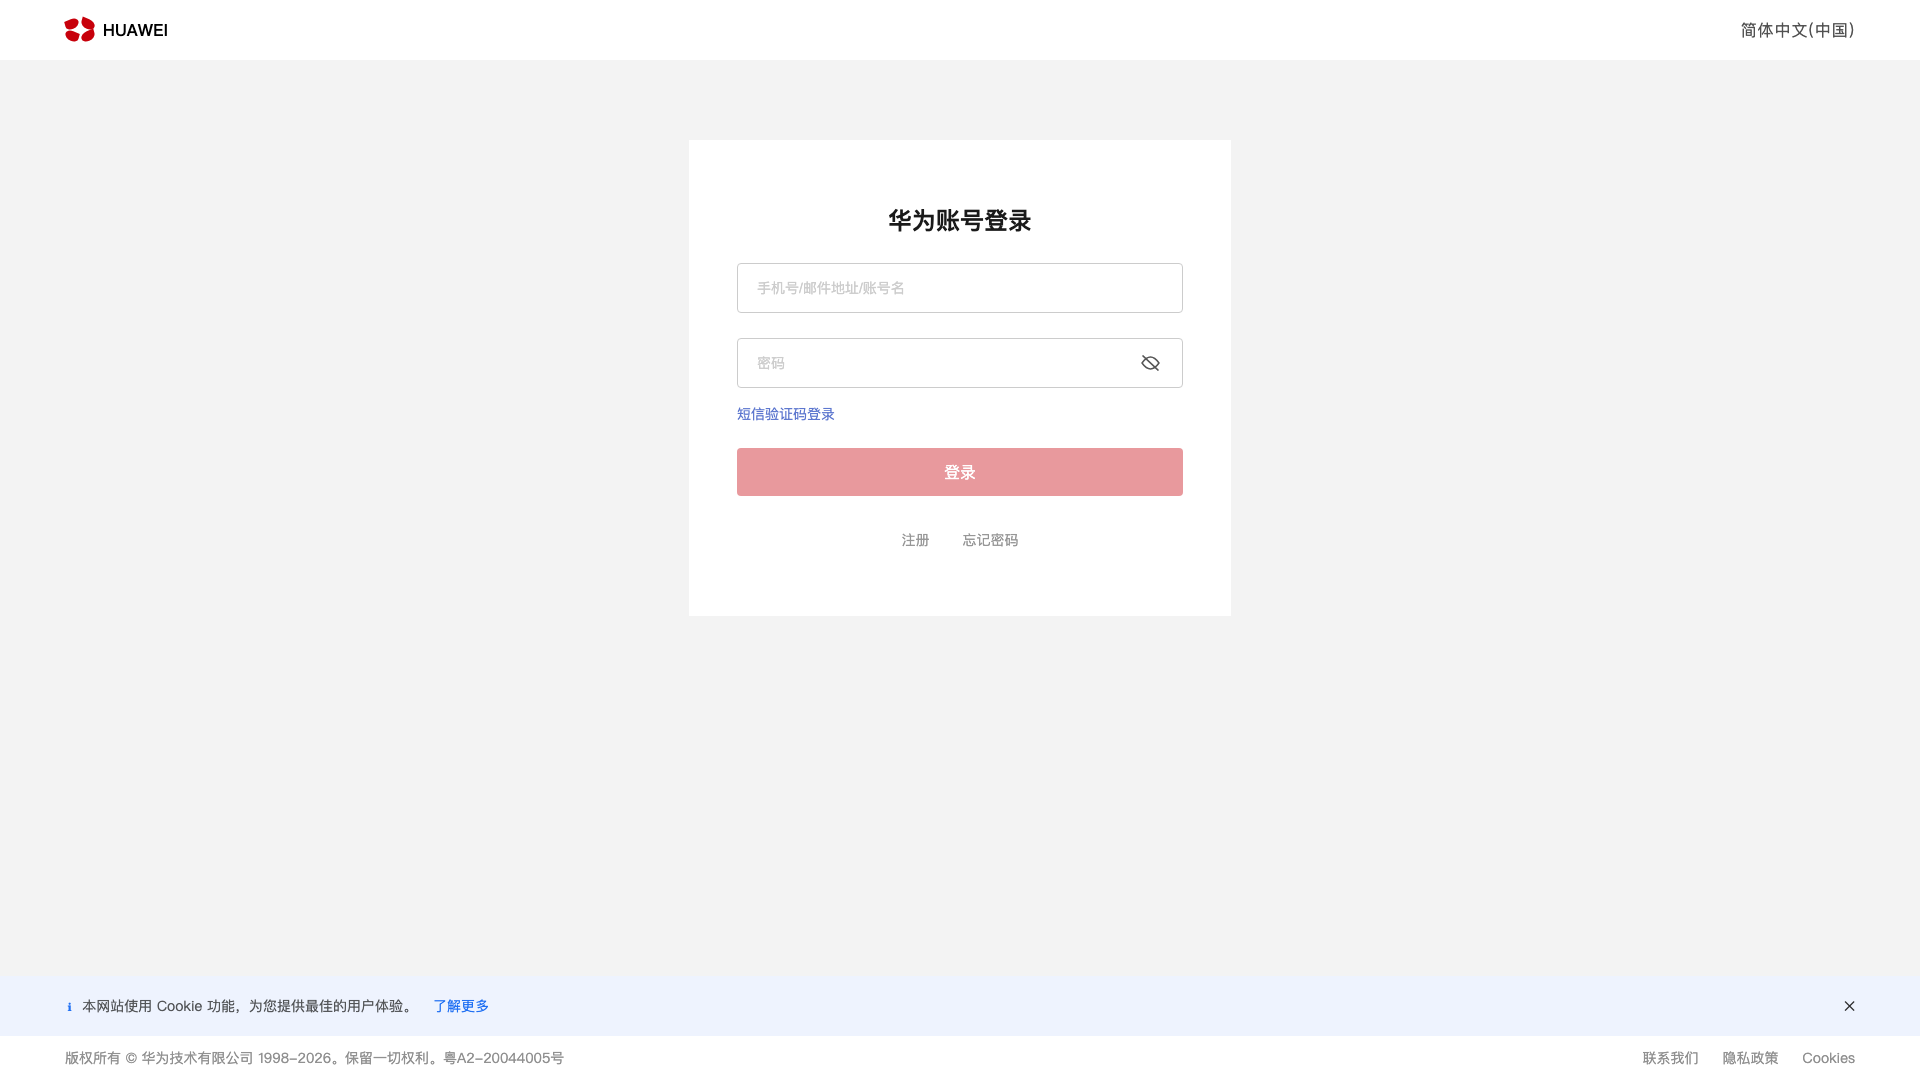 HUAWEI
简体中文(中国)
华为账号登录
手机号/邮件地址/账号名
密码
短信验证码登录
登录
注册 忘记密码
本网站使用 Cookie 功能，为您提供最佳的用户体验。 了解更多
版权所有 © 华为技术有限公司 1998-2026。保留一切权利。粤A2-20044005号
联系我们 隐私政策 Cookies